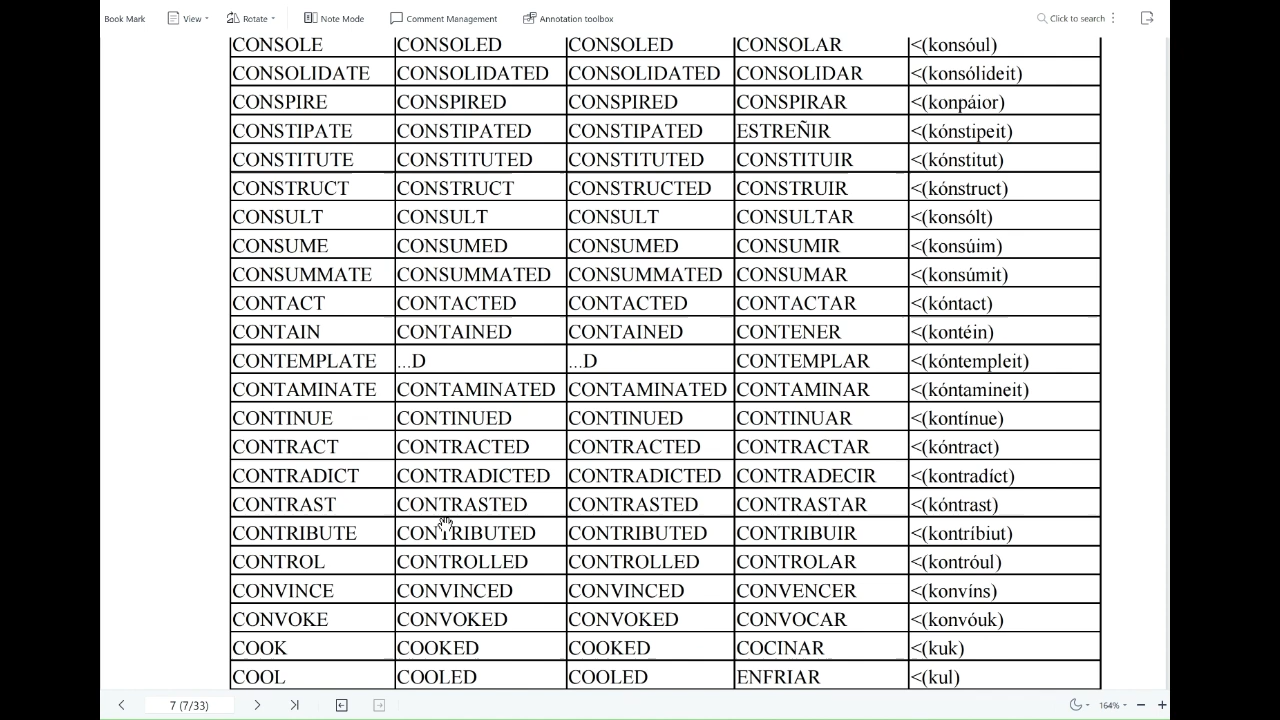 Book Mark View Rotate Note Mode Comment Management Annotation toolbox Click to search
CONSOLE CONSOLED CONSOLED CONSOLAR <(konsóul)
CONSOLIDATE CONSOLIDATED CONSOLIDATED CONSOLIDAR <(konsólideit)
CONSPIRE CONSPIRED CONSPIRED CONSPIRAR <(konpáior)
CONSTIPATE CONSTIPATED CONSTIPATED ESTREÑIR <(kónstipeit)
CONSTITUTE CONSTITUTED CONSTITUTED CONSTITUIR <(kónstitut)
CONSTRUCT CONSTRUCT CONSTRUCTED CONSTRUIR <(kónstruct)
CONSULT CONSULT CONSULT CONSULTAR <(konsólt)
CONSUME CONSUMED CONSUMED CONSUMIR <(konsúim)
CONSUMMATE CONSUMMATED CONSUMMATED CONSUMAR <(konsúmit)
CONTACT CONTACTED CONTACTED CONTACTAR <(kóntact)
CONTAIN CONTAINED CONTAINED CONTENER <(kontéin)
CONTEMPLATE ...D ...D CONTEMPLAR <(kóntempleit)
CONTAMINATE CONTAMINATED CONTAMINATED CONTAMINAR <(kóntamineit)
CONTINUE CONTINUED CONTINUED CONTINUAR <(kontínue)
CONTRACT CONTRACTED CONTRACTED CONTRACTAR <(kóntract)
CONTRADICT CONTRADICTED CONTRADICTED CONTRADECIR <(kontradíct)
CONTRAST CONTRASTED CONTRASTED CONTRASTAR <(kóntrast)
CONTRIBUTE CONTRIBUTED CONTRIBUTED CONTRIBUIR <(kontríbiut)
CONTROL CONTROLLED CONTROLLED CONTROLAR <(kontróul)
CONVINCE CONVINCED CONVINCED CONVENCER <(konvíns)
CONVOKE CONVOKED CONVOKED CONVOCAR <(konvóuk)
COOK COOKED COOKED COCINAR <(kuk)
COOL COOLED COOLED ENFRIAR <(kul)
7 (7/33) 164%